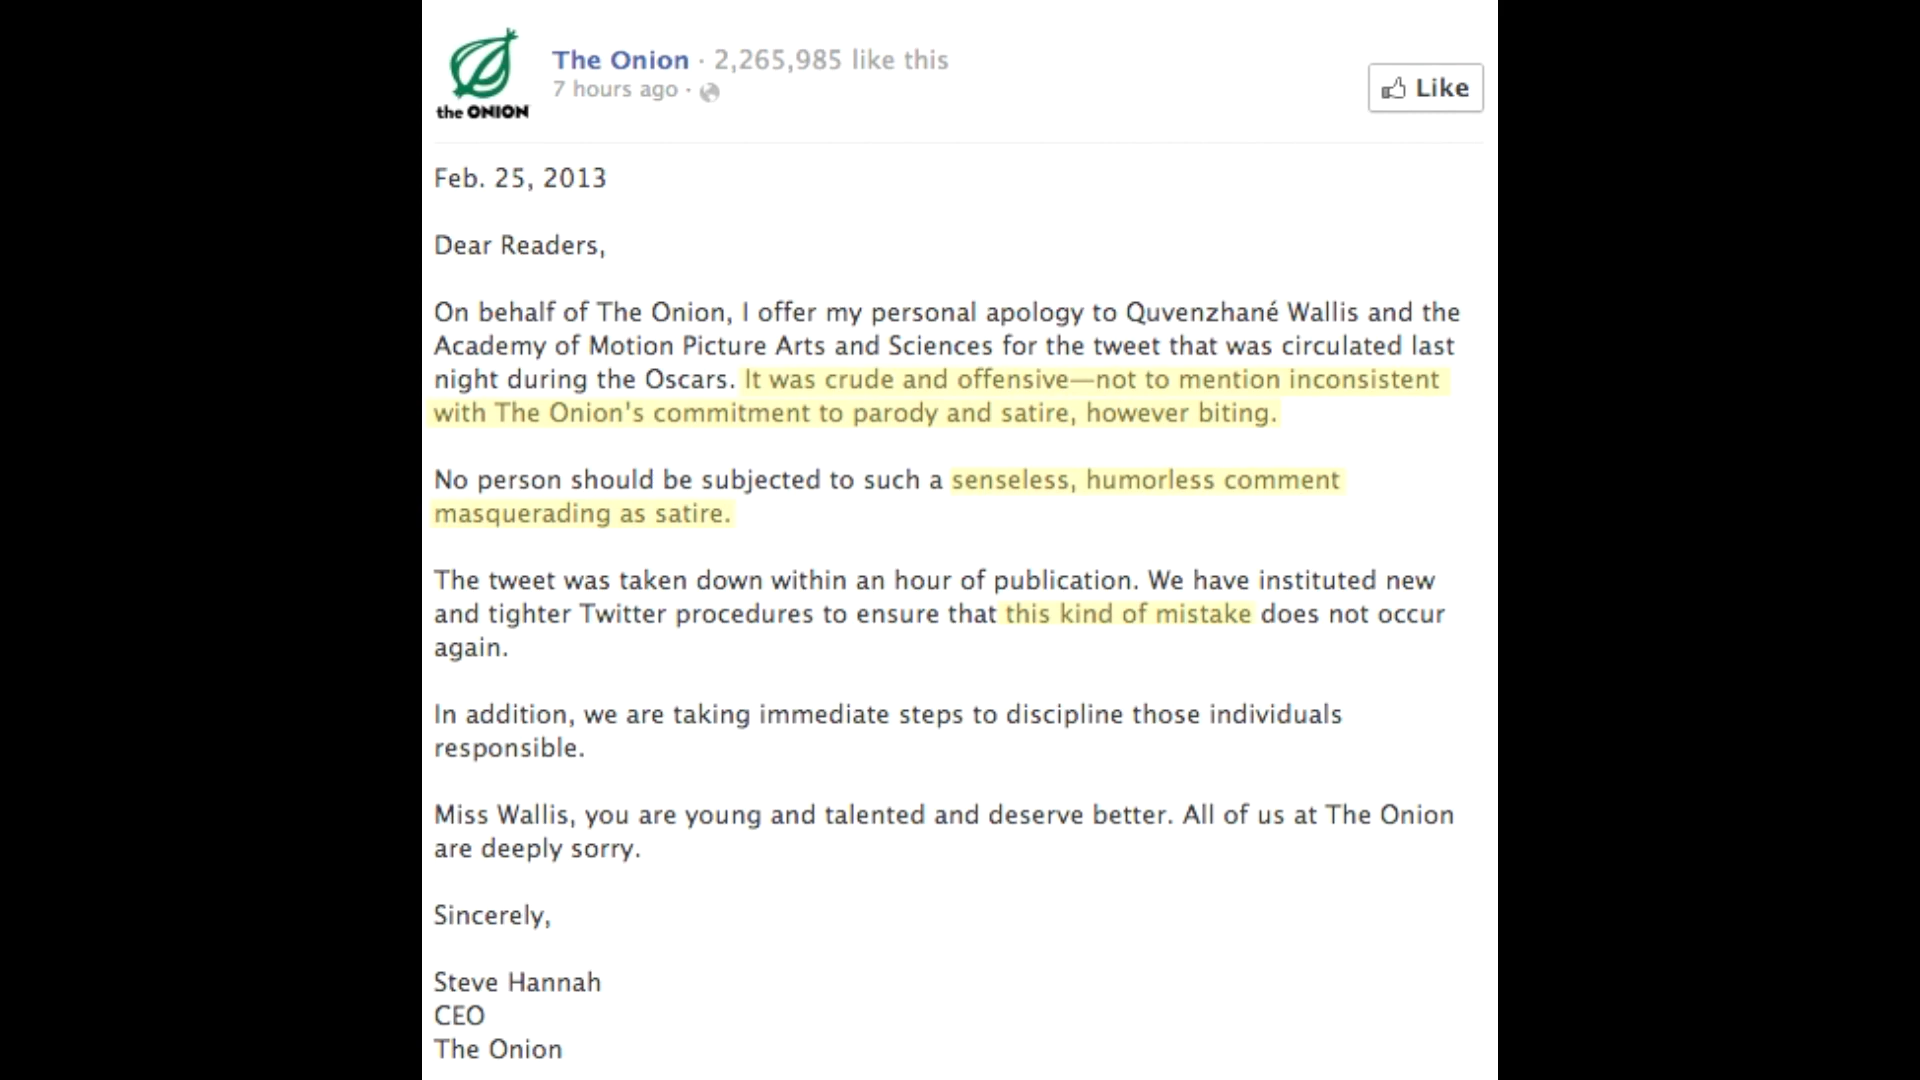 The Onion · 2,265,985 like this
7 hours ago ·
the ONION
Like
Feb. 25, 2013
Dear Readers,
On behalf of The Onion, I offer my personal apology to Quvenzhané Wallis and the
Academy of Motion Picture Arts and Sciences for the tweet that was circulated last
night during the Oscars. It was crude and offensive—not to mention inconsistent
with The Onion's commitment to parody and satire, however biting.
No person should be subjected to such a senseless, humorless comment
masquerading as satire.
The tweet was taken down within an hour of publication. We have instituted new
and tighter Twitter procedures to ensure that this kind of mistake does not occur
again.
In addition, we are taking immediate steps to discipline those individuals
responsible.
Miss Wallis, you are young and talented and deserve better. All of us at The Onion
are deeply sorry.
Sincerely,
Steve Hannah
CEO
The Onion